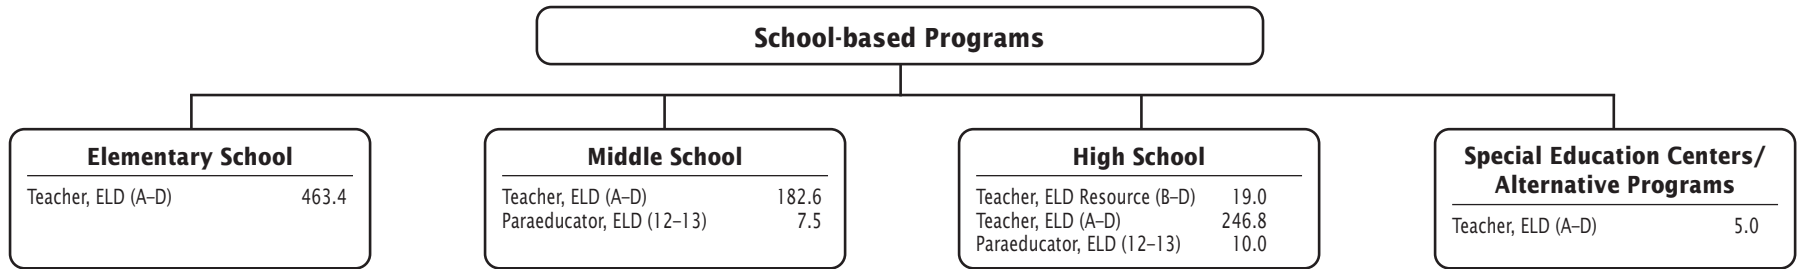 School-based Programs
Elementary School
Teacher, ELD (A–D) 463.4
Middle School
Teacher, ELD (A–D) 182.6
Paraeducator, ELD (12–13) 7.5
High School
Teacher, ELD Resource (B–D) 19.0
Teacher, ELD (A–D) 246.8
Paraeducator, ELD (12–13) 10.0
Special Education Centers/
Alternative Programs
Teacher, ELD (A–D) 5.0